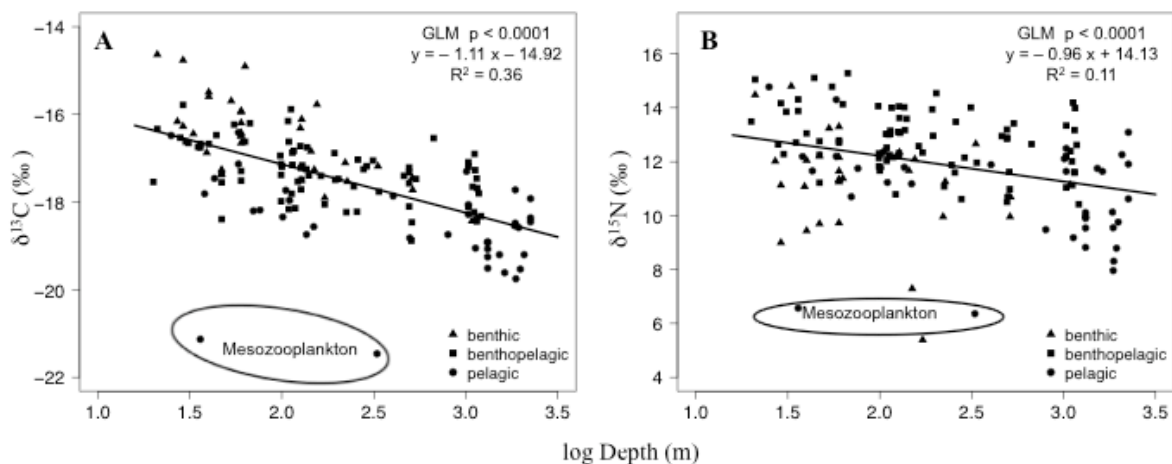 A
GLM p < 0.0001
y = – 1.11 x – 14.92
R² = 0.36
δ¹³C (‰)
−14
−16
−18
−20
−22
Mesozooplankton
benthic
benthopelagic
pelagic
1.0 1.5 2.0 2.5 3.0 3.5
B
GLM p < 0.0001
y = – 0.96 x + 14.13
R² = 0.11
δ¹⁵N (‰)
16
14
12
10
8
6
4
Mesozooplankton
benthic
benthopelagic
pelagic
1.0 1.5 2.0 2.5 3.0 3.5
log Depth (m)